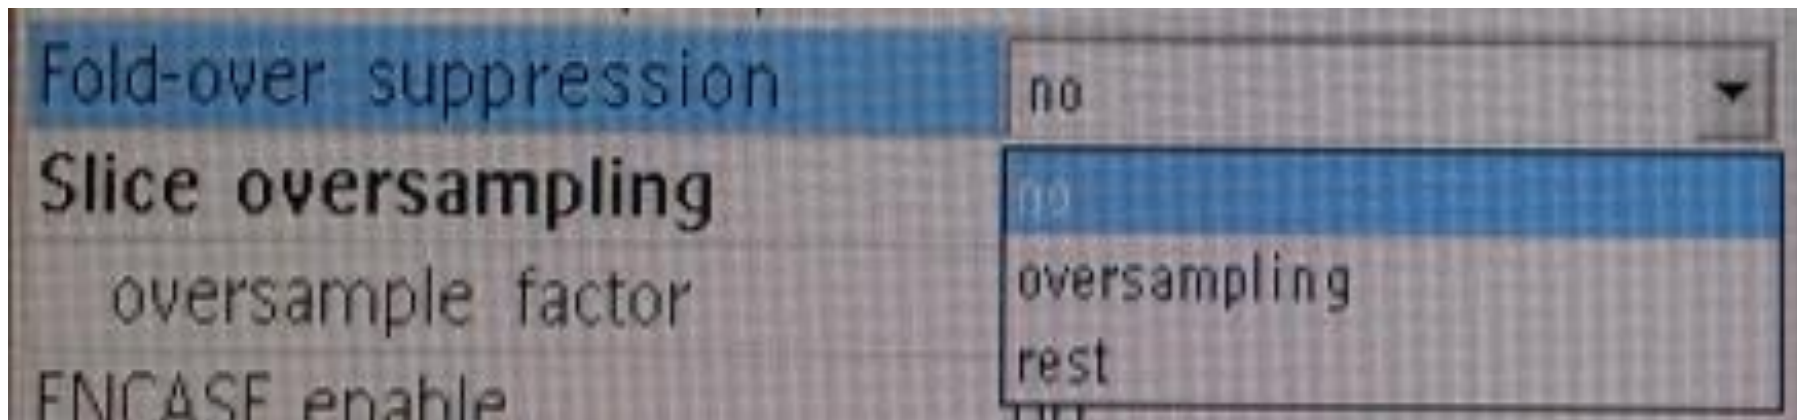 Fold-over suppression no
no
Slice oversampling
oversampling
oversample factor
rest
ENCASE enable